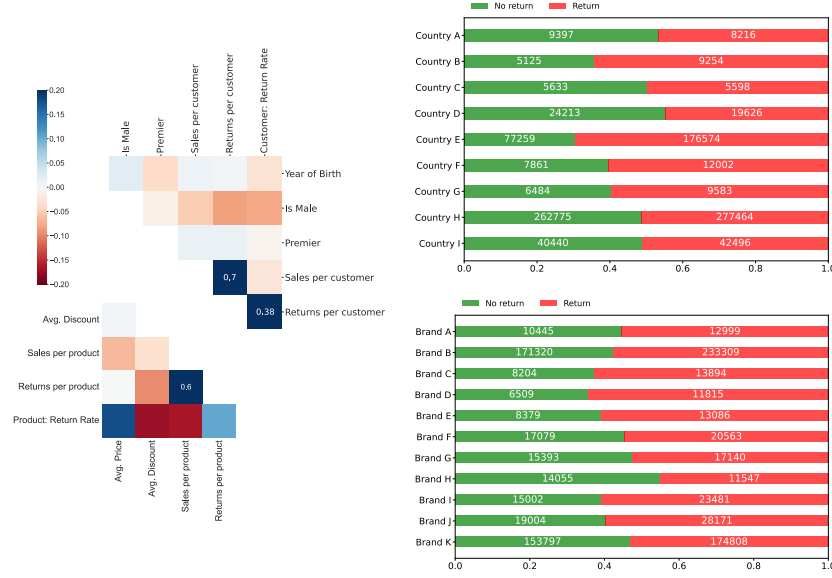 Is Male
Premier
Sales per customer
Returns per customer
Customer: Return Rate
0.20
0.15
0.10
0.05
0.00
−0.05
−0.10
−0.15
−0.20
Year of Birth
Is Male
Premier
0,7
Sales per customer
0.38
Returns per customer
Avg. Discount
Sales per product
Returns per product
0,6
Product: Return Rate
Avg. Price
Avg. Discount
Sales per product
Returns per product
No return Return
Country A 9397 8216
Country B 5125 9254
Country C 5633 5598
Country D 24213 19626
Country E 77259 176574
Country F 7861 12002
Country G 6484 9583
Country H 262775 277464
Country I 40440 42496
0.0 0.2 0.4 0.6 0.8 1.0
No return Return
Brand A 10445 12999
Brand B 171320 233309
Brand C 8204 13894
Brand D 6509 11815
Brand E 8379 13086
Brand F 17079 20563
Brand G 15393 17140
Brand H 14055 11547
Brand I 15002 23481
Brand J 19004 28171
Brand K 153797 174808
0.0 0.2 0.4 0.6 0.8 1.0